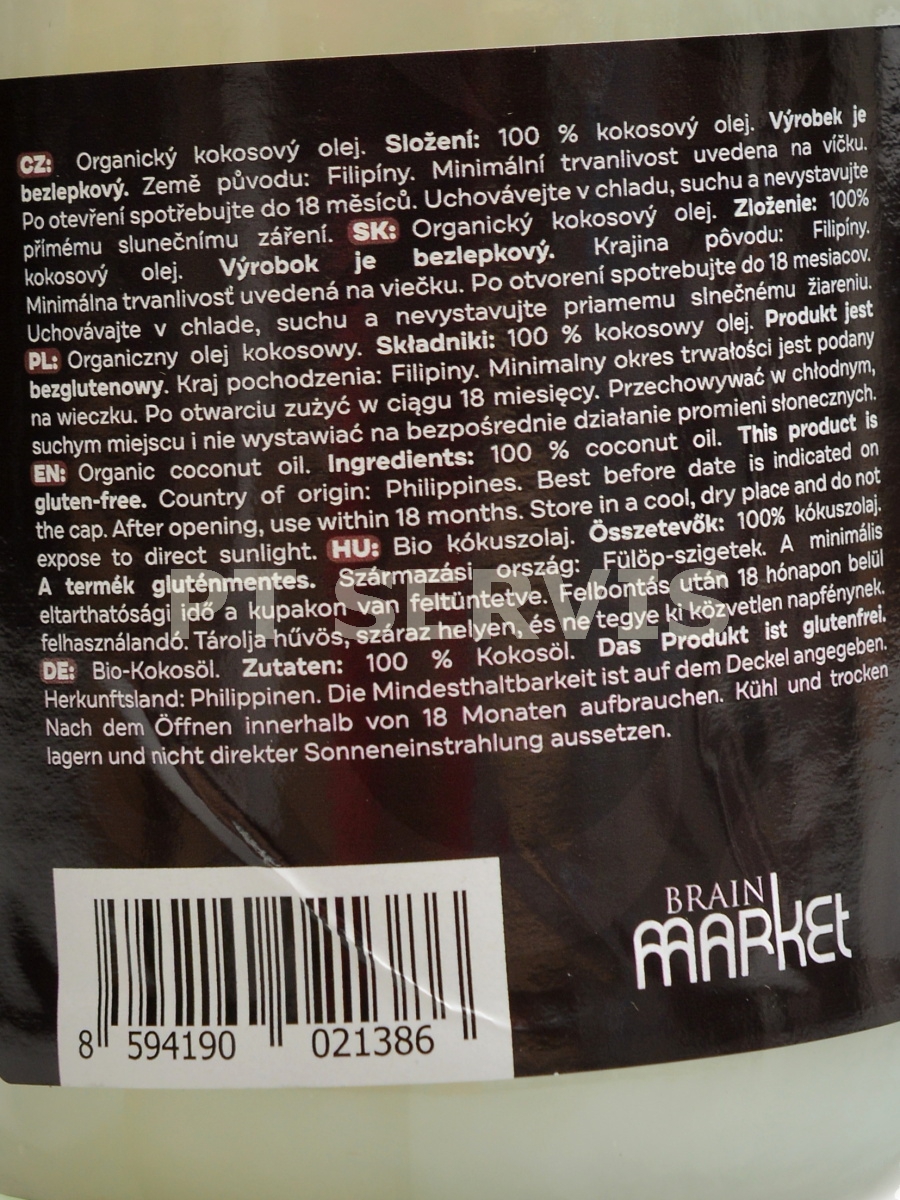 CZ: Organický kokosový olej. Složení: 100 % kokosový olej. Výrobek je
bezlepkový. Země původu: Filipíny. Minimální trvanlivost uvedena na víčku.
Po otevření spotřebujte do 18 měsíců. Uchovávejte v chladu, suchu a nevystavujte
přímému slunečnímu záření. SK: Organický kokosový olej. Zloženie: 100%
kokosový olej. Výrobok je bezlepkový. Krajina pôvodu: Filipíny.
Minimálna trvanlivosť uvedená na viečku. Po otvorení spotrebujte do 18 mesiacov.
Uchovávajte v chlade, suchu a nevystavujte priamemu slnečnému žiareniu.
PL: Organiczny olej kokosowy. Składniki: 100 % kokosowy olej. Produkt jest
bezglutenowy. Kraj pochodzenia: Filipiny. Minimalny okres trwałości jest podany
na wieczku. Po otwarciu zużyć w ciągu 18 miesięcy. Przechowywać w chłodnym,
suchym miejscu i nie wystawiać na bezpośrednie działanie promieni słonecznych.
EN: Organic coconut oil. Ingredients: 100 % coconut oil. This product is
gluten-free. Country of origin: Philippines. Best before date is indicated on
the cap. After opening, use within 18 months. Store in a cool, dry place and do not
expose to direct sunlight. HU: Bio kókuszolaj. Összetevők: 100% kókuszolaj.
A termék gluténmentes. Származási ország: Fülöp-szigetek. A minimális
eltarthatósági idő a kupakon van feltüntetve. Felbontás után 18 hónapon belül
felhasználandó. Tárolja hűvös, száraz helyen, és ne tegye ki közvetlen napfénynek.
DE: Bio-Kokosöl. Zutaten: 100 % Kokosöl. Das Produkt ist glutenfrei.
Herkunftsland: Philippinen. Die Mindesthaltbarkeit ist auf dem Deckel angegeben.
Nach dem Öffnen innerhalb von 18 Monaten aufbrauchen. Kühl und trocken
lagern und nicht direkter Sonneneinstrahlung aussetzen.
PT SERVIS
BRAIN
MARKET
8 594190 021386